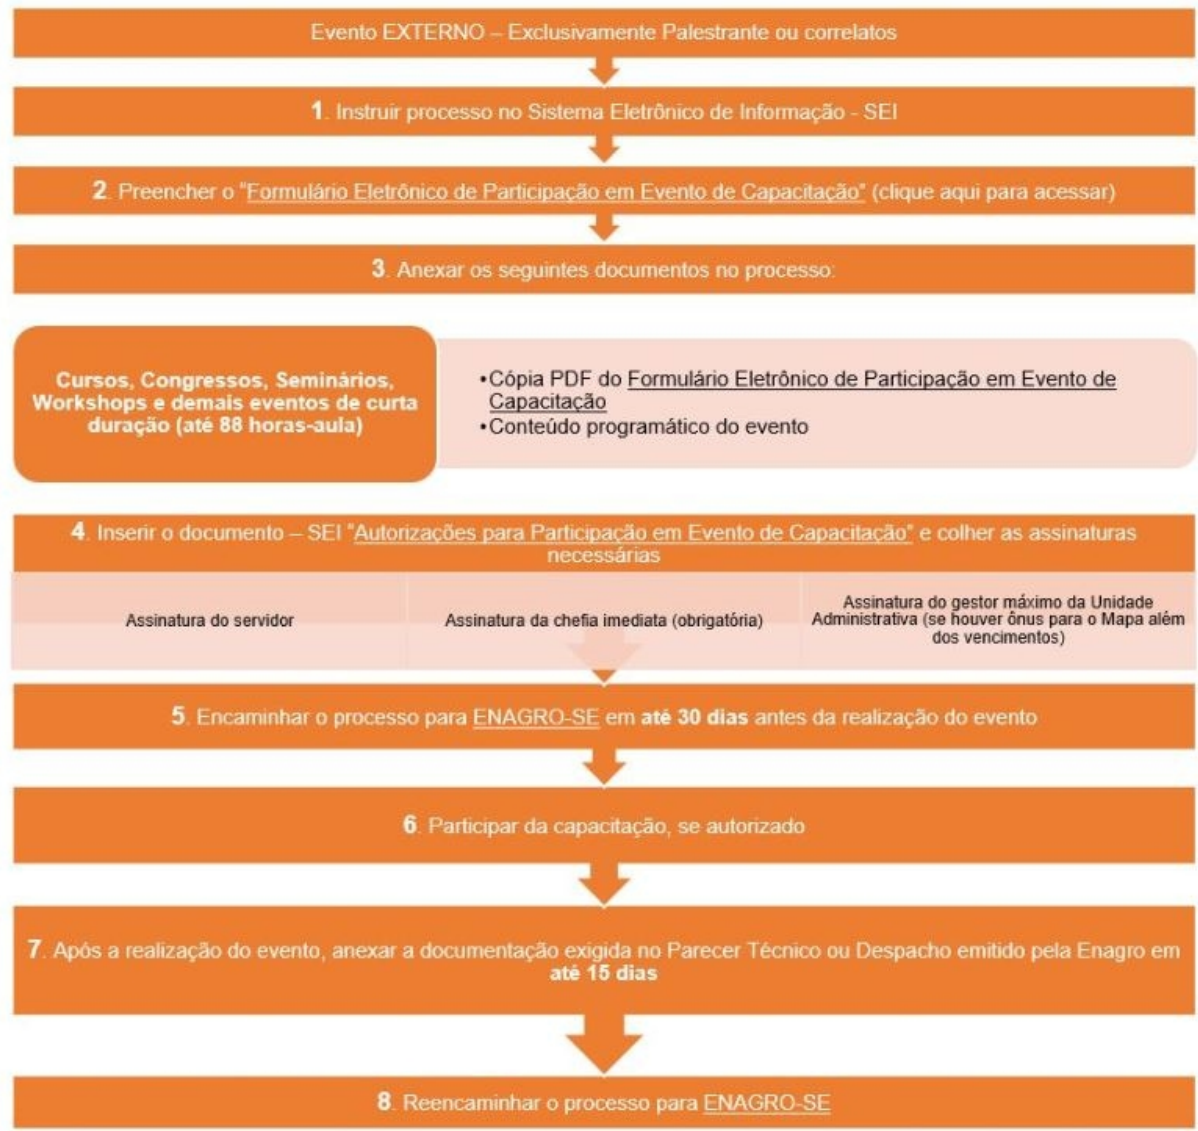 Evento EXTERNO – Exclusivamente Palestrante ou correlatos
1. Instruir processo no Sistema Eletrônico de Informação - SEI
2. Preencher o "Formulário Eletrônico de Participação em Evento de Capacitação" (clique aqui para acessar)
3. Anexar os seguintes documentos no processo:
Cursos, Congressos, Seminários,
Workshops e demais eventos de curta
duração (até 88 horas-aula)
•Cópia PDF do Formulário Eletrônico de Participação em Evento de
Capacitação
•Conteúdo programático do evento
4. Inserir o documento – SEI "Autorizações para Participação em Evento de Capacitação" e colher as assinaturas
necessárias
Assinatura do servidor
Assinatura da chefia imediata (obrigatória)
Assinatura do gestor máximo da Unidade
Administrativa (se houver ônus para o Mapa além
dos vencimentos)
5. Encaminhar o processo para ENAGRO-SE em até 30 dias antes da realização do evento
6. Participar da capacitação, se autorizado
7. Após a realização do evento, anexar a documentação exigida no Parecer Técnico ou Despacho emitido pela Enagro em
até 15 dias
8. Reencaminhar o processo para ENAGRO-SE